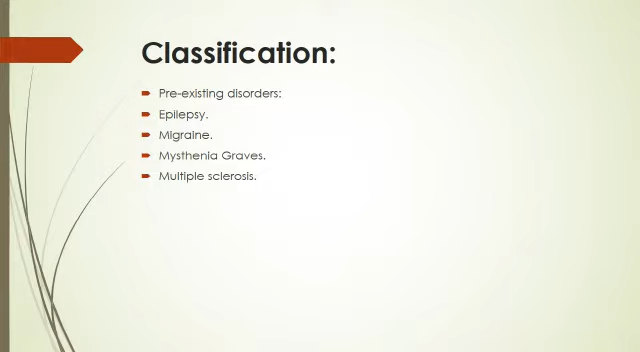 Classification:
Pre-existing disorders:
Epilepsy.
Migraine.
Mysthenia Graves.
Multiple sclerosis.